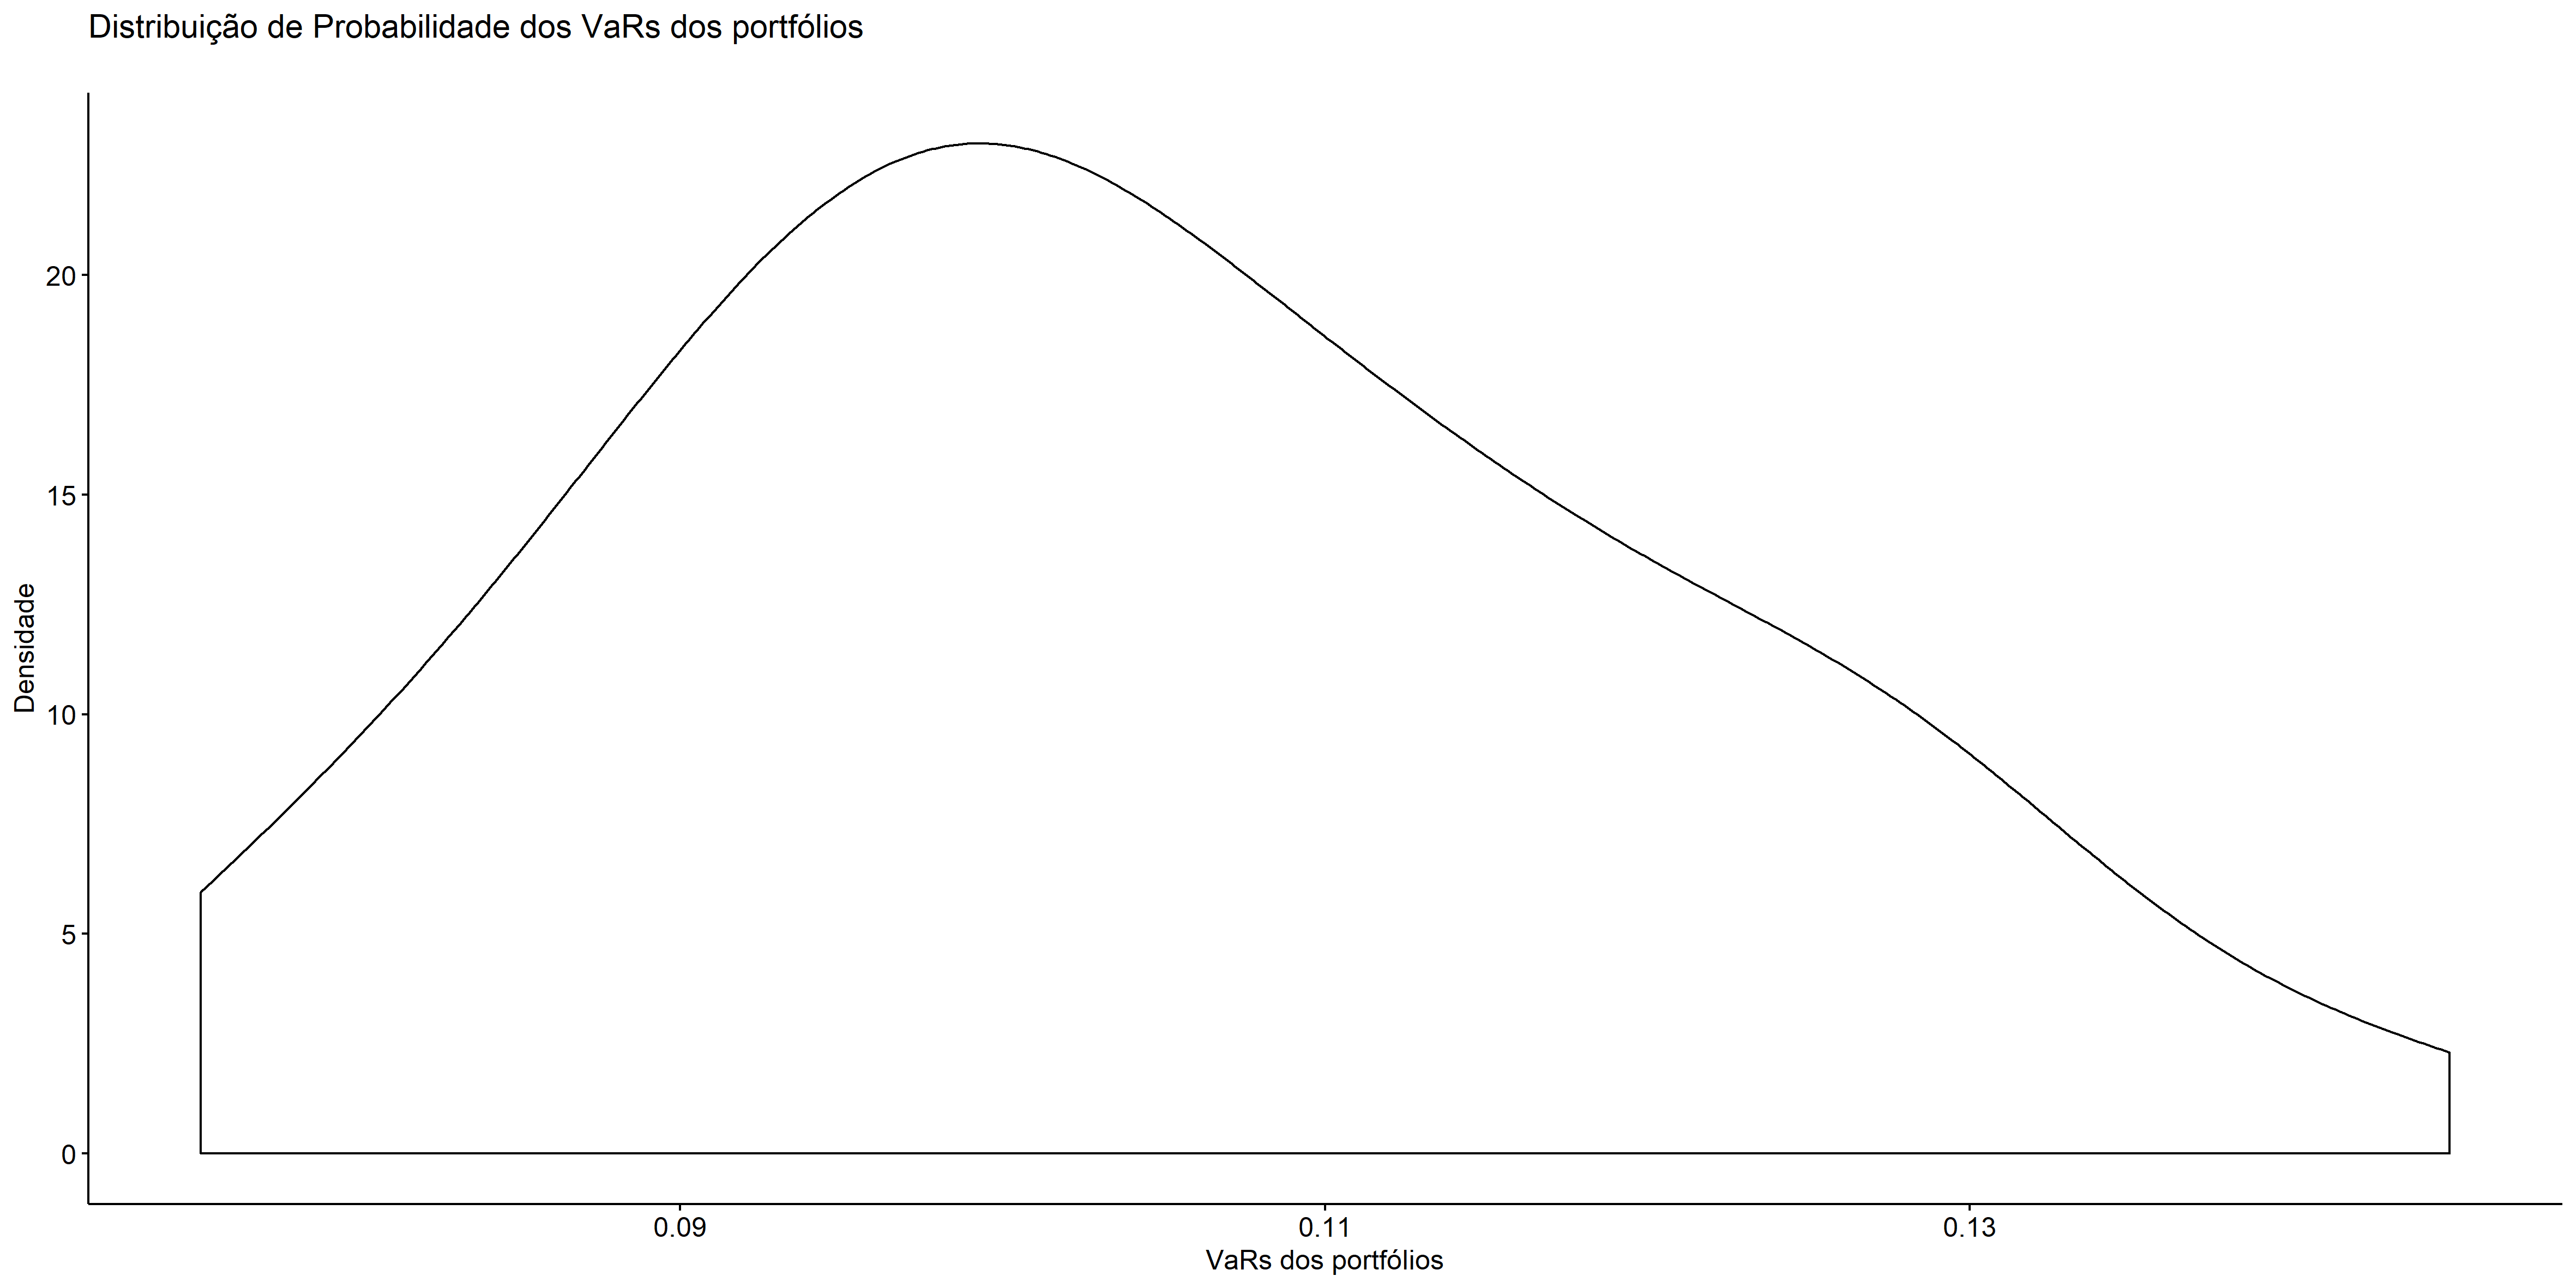 Distribuição de Probabilidade dos VaRs dos portfólios
20
15
10
5
0
Densidade
0.09
0.11
0.13
VaRs dos portfólios